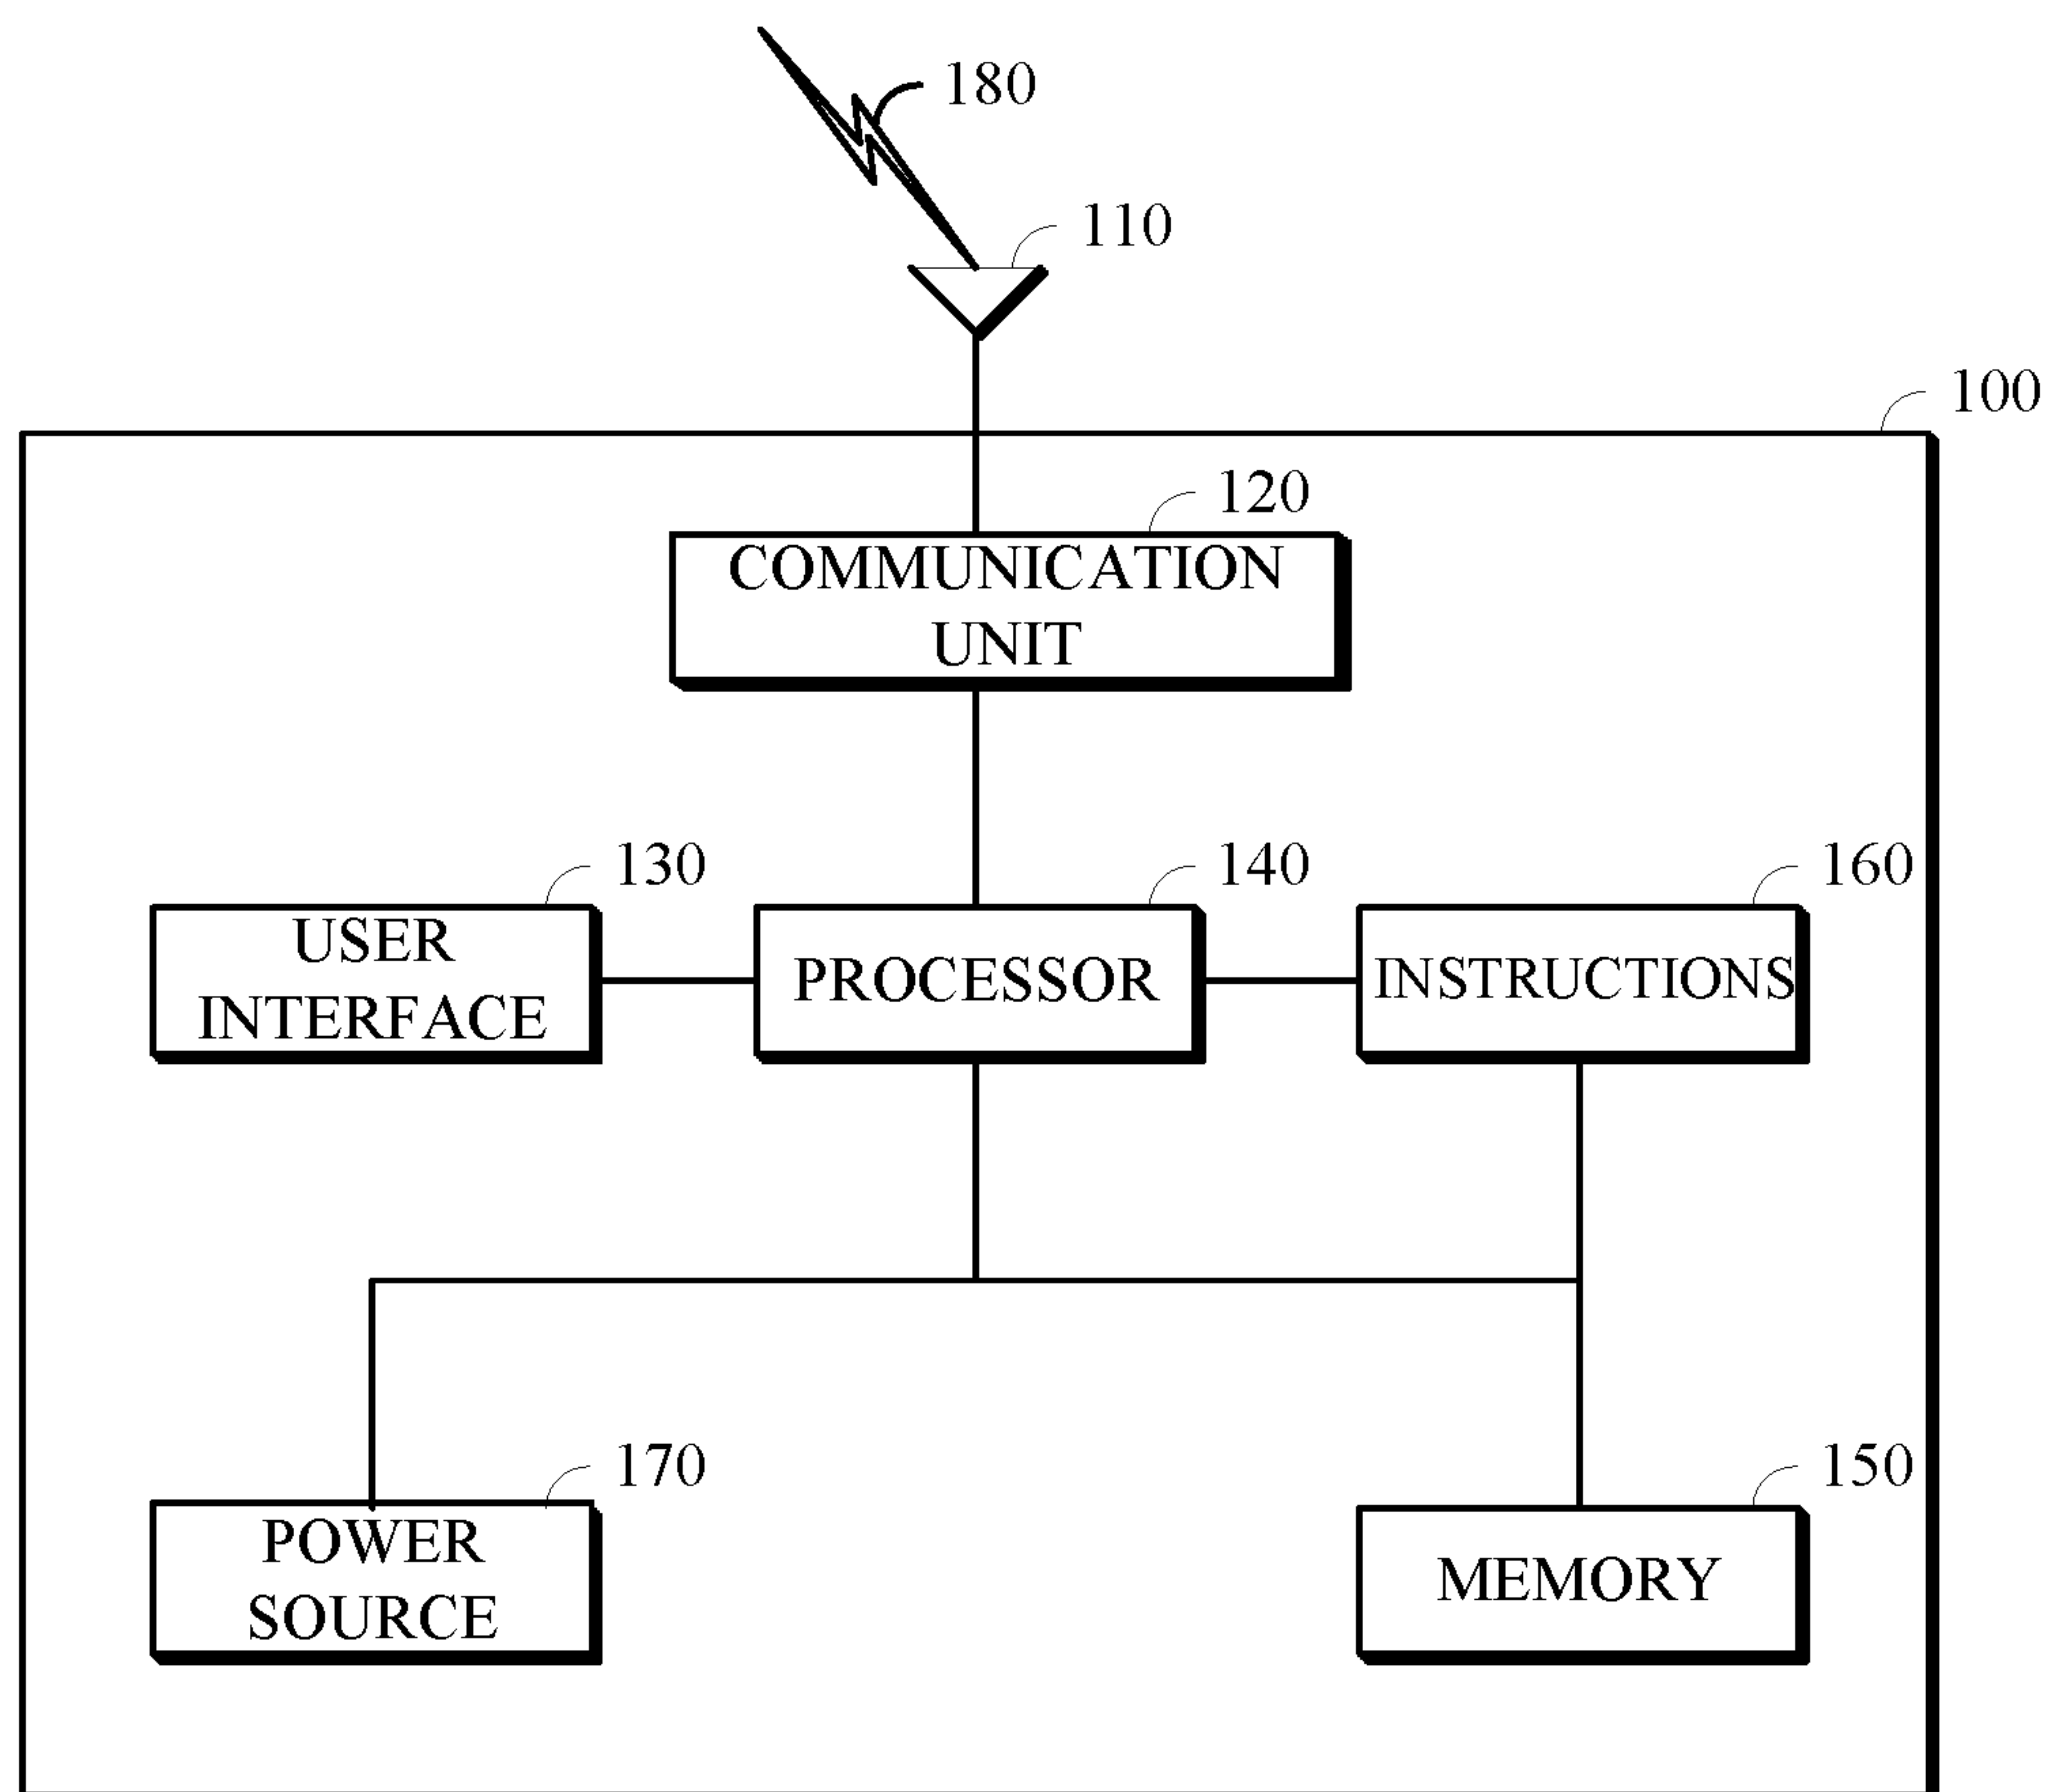 180
110
100
120
COMMUNICATION
UNIT
130
140
160
USER
INTERFACE
PROCESSOR
INSTRUCTIONS
170
150
POWER
SOURCE
MEMORY